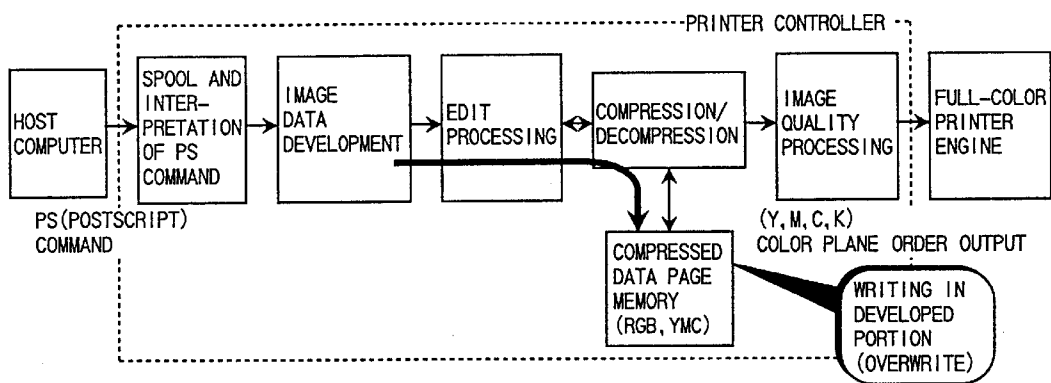 PRINTER CONTROLLER
HOST
COMPUTER
SPOOL AND
INTER-
PRETATION
OF PS
COMMAND
IMAGE
DATA
DEVELOPMENT
EDIT
PROCESSING
COMPRESSION/
DECOMPRESSION
IMAGE
QUALITY
PROCESSING
FULL-COLOR
PRINTER
ENGINE
PS(POSTSCRIPT)
COMMAND
(Y, M, C, K)
COLOR PLANE ORDER OUTPUT
COMPRESSED
DATA PAGE
MEMORY
(RGB, YMC)
WRITING IN
DEVELOPED
PORTION
(OVERWRITE)